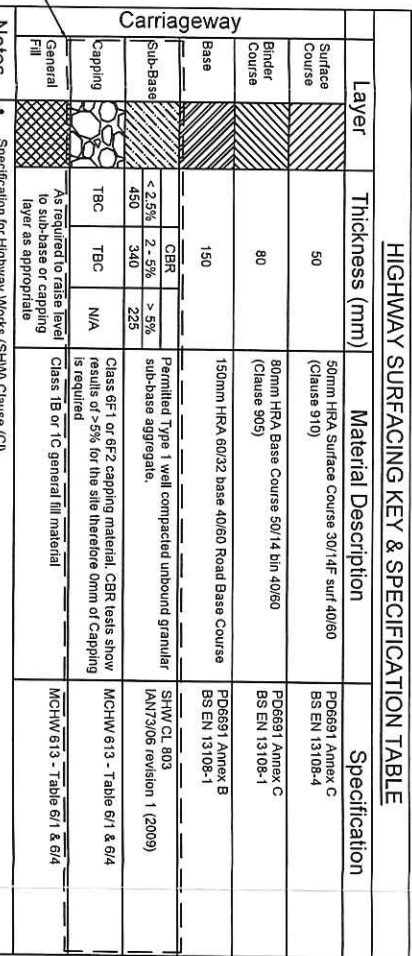 HIGHWAY SURFACING KEY & SPECIFICATION TABLE
Layer
Thickness (mm)
Material Description
Specification
Carriageway
Surface
Course
50
50mm HRA Surface Course 30/14F surf 40/60
(Clause 910)
PD6691 Annex C
BS EN 13108-4
Binder
Course
80
80mm HRA Base Course 50/14 bin 40/60
(Clause 905)
PD6691 Annex C
BS EN 13108-1
Base
150
150mm HRA 60/32 base 40/60 Road Base Course
PD6691 Annex B
BS EN 13108-1
Sub-Base
CBR
< 2.5%
2 - 5%
> 5%
450
340
225
Permitted Type 1 well compacted unbound granular
sub-base aggregate.
SHW CL 803
IAN73/06 revision 1 (2009)
Capping
TBC
TBC
N/A
Class 6F1 or 6F2 capping material. CBR tests show
results of >5% for the site therefore 0mm of Capping
is required
MCHW 613 - Table 6/1 & 6/4
General
Fill
As required to raise level
to sub-base or capping
layer as appropriate
Class 1B or 1C general fill material
MCHW 613 - Table 6/1 & 6/4
Notes
• Specification for Highway Works (SHW Clause (Cl)